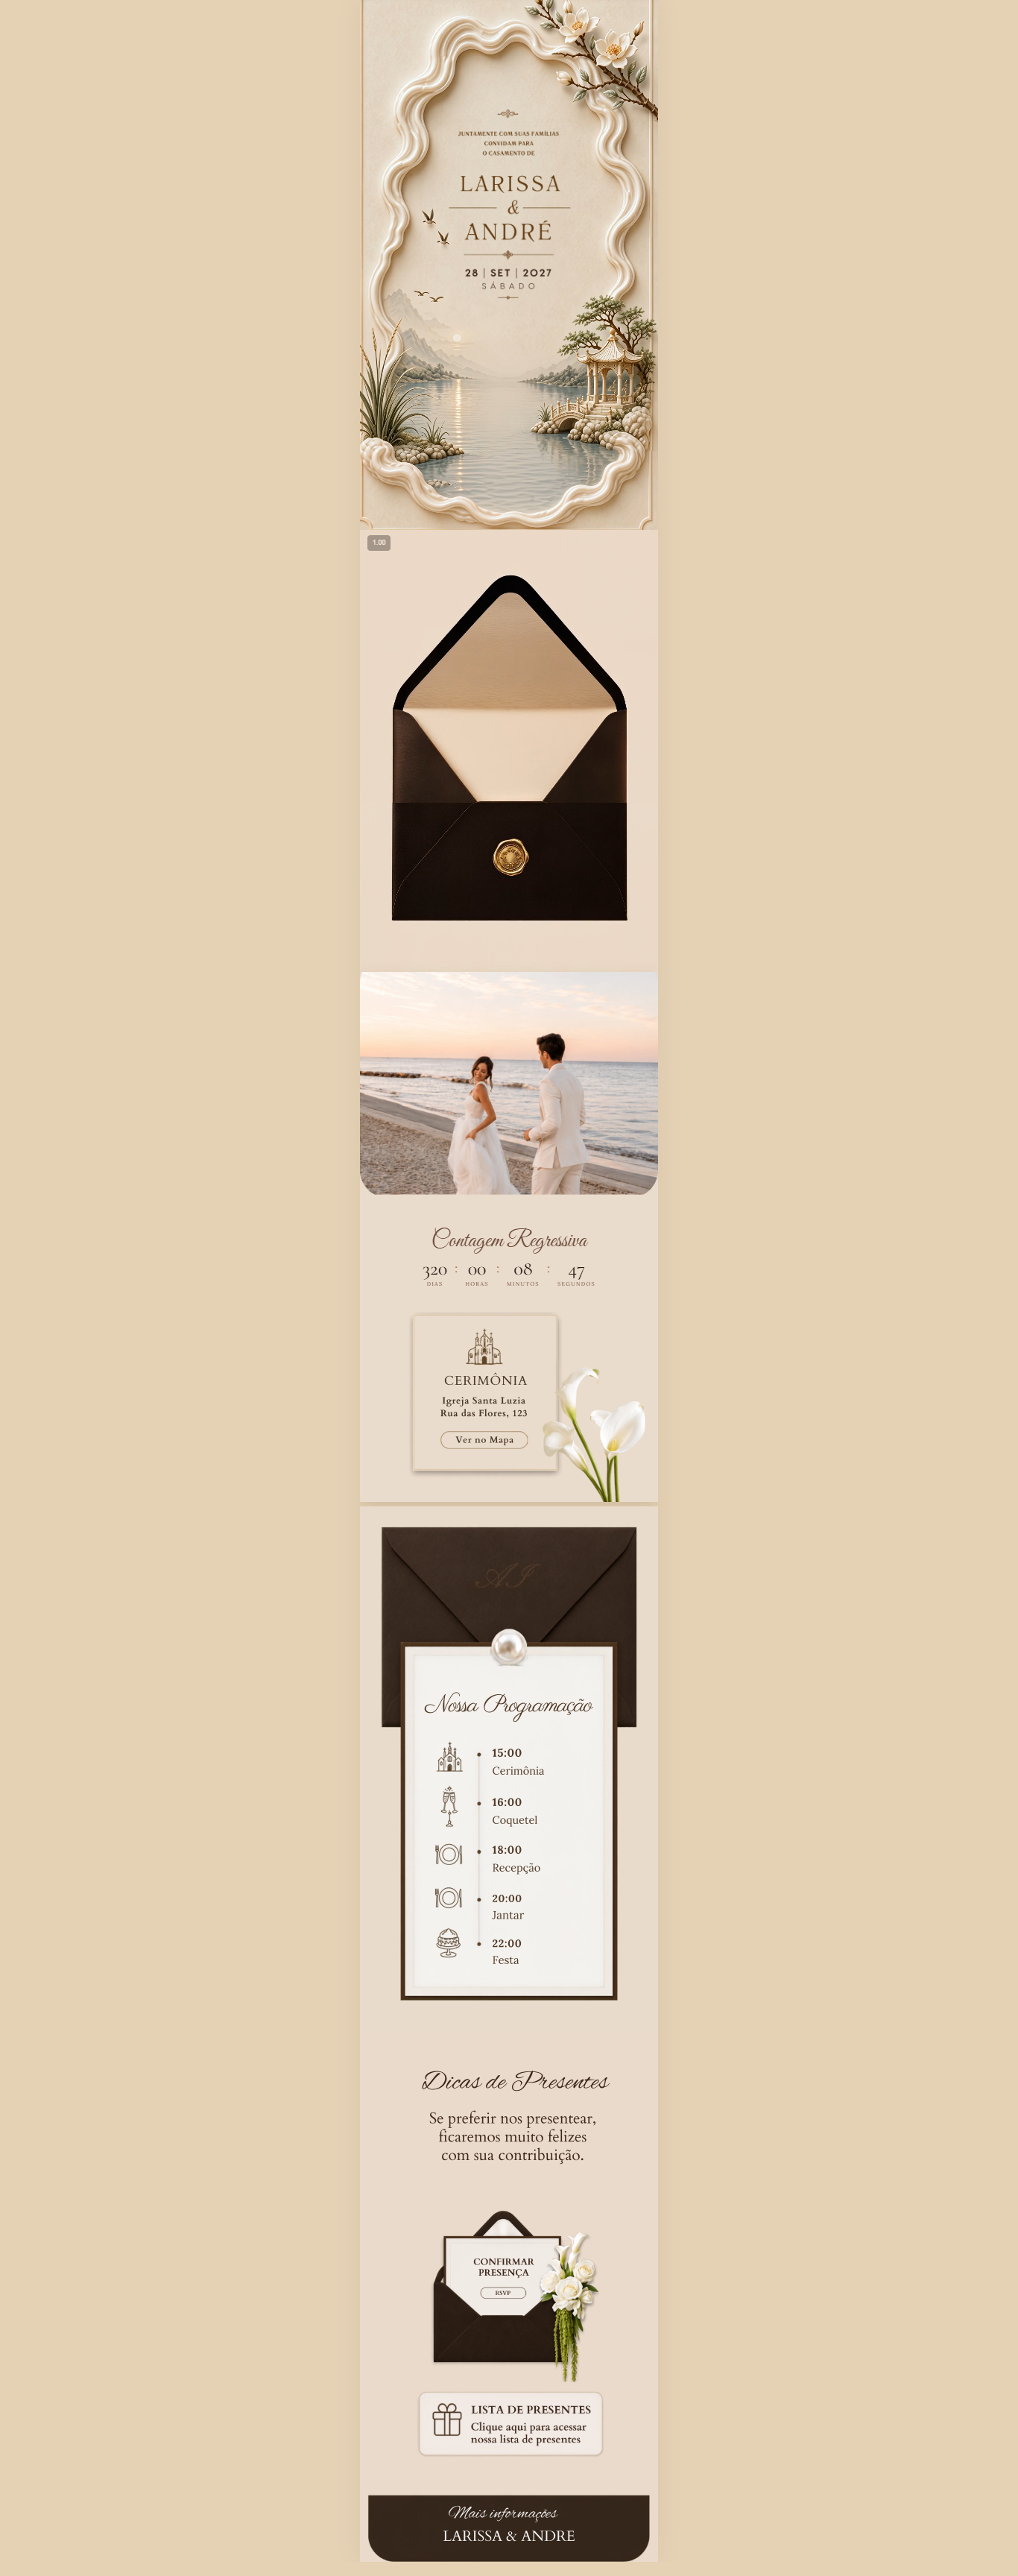 JUNTAMENTE COM SUAS FAMÍLIAS
CONVIDAM PARA
O CASAMENTO DE
LARISSA
&
ANDRÉ
28 | SET | 2027
SÁBADO
1.00
Contagem Regressiva
320 : 00 : 08 : 47
DIAS HORAS MINUTOS SEGUNDOS
CERIMÔNIA
Igreja Santa Luzia
Rua das Flores, 123
Ver no Mapa
Nossa Programação
15:00
Cerimônia
16:00
Coquetel
18:00
Recepção
20:00
Jantar
22:00
Festa
Dicas de Presentes
Se preferir nos presentear,
ficaremos muito felizes
com sua contribuição.
CONFIRMAR
PRESENÇA
RSVP
LISTA DE PRESENTES
Clique aqui para acessar
nossa lista de presentes
Mais informações
LARISSA & ANDRE